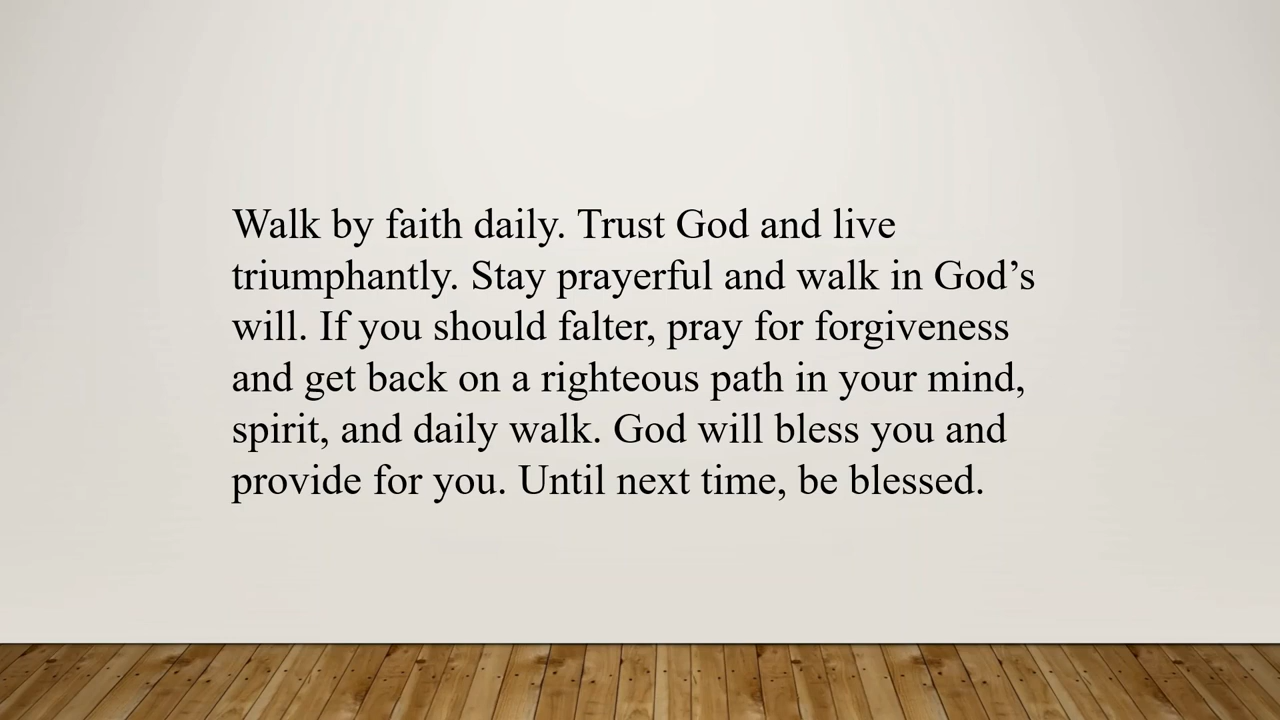 Walk by faith daily. Trust God and live
triumphantly. Stay prayerful and walk in God’s
will. If you should falter, pray for forgiveness
and get back on a righteous path in your mind,
spirit, and daily walk. God will bless you and
provide for you. Until next time, be blessed.